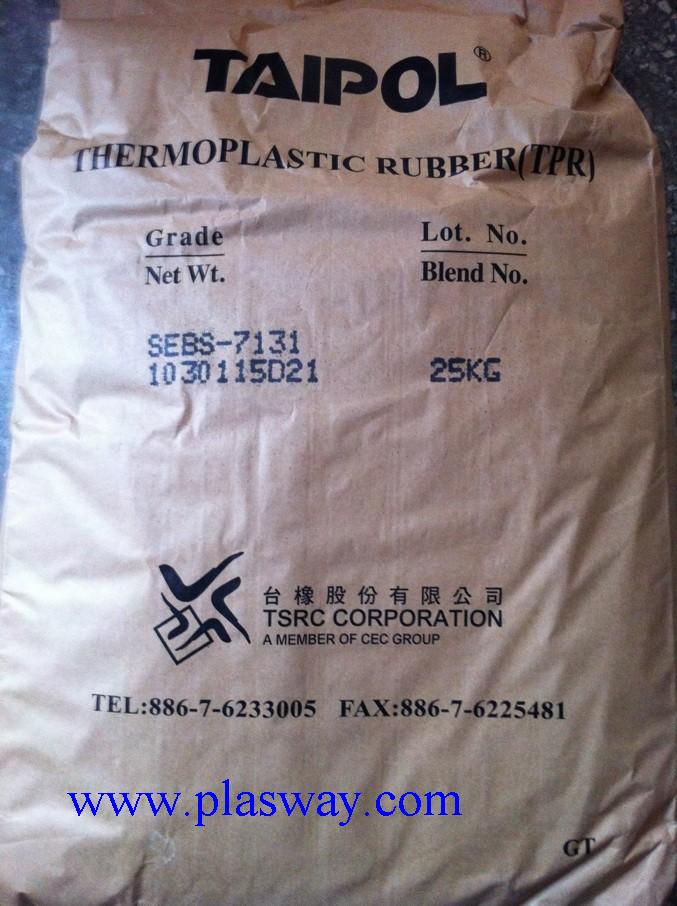 TAIPOL®
THERMOPLASTIC RUBBER(TPR)
Grade Lot. No.
Net Wt. Blend No.
SEBS-7131
1030115D21 25KG
台橡股份有限公司
TSRC CORPORATION
A MEMBER OF CEC GROUP
TEL:886-7-6233005 FAX:886-7-6225481
www.plasway.com
GT